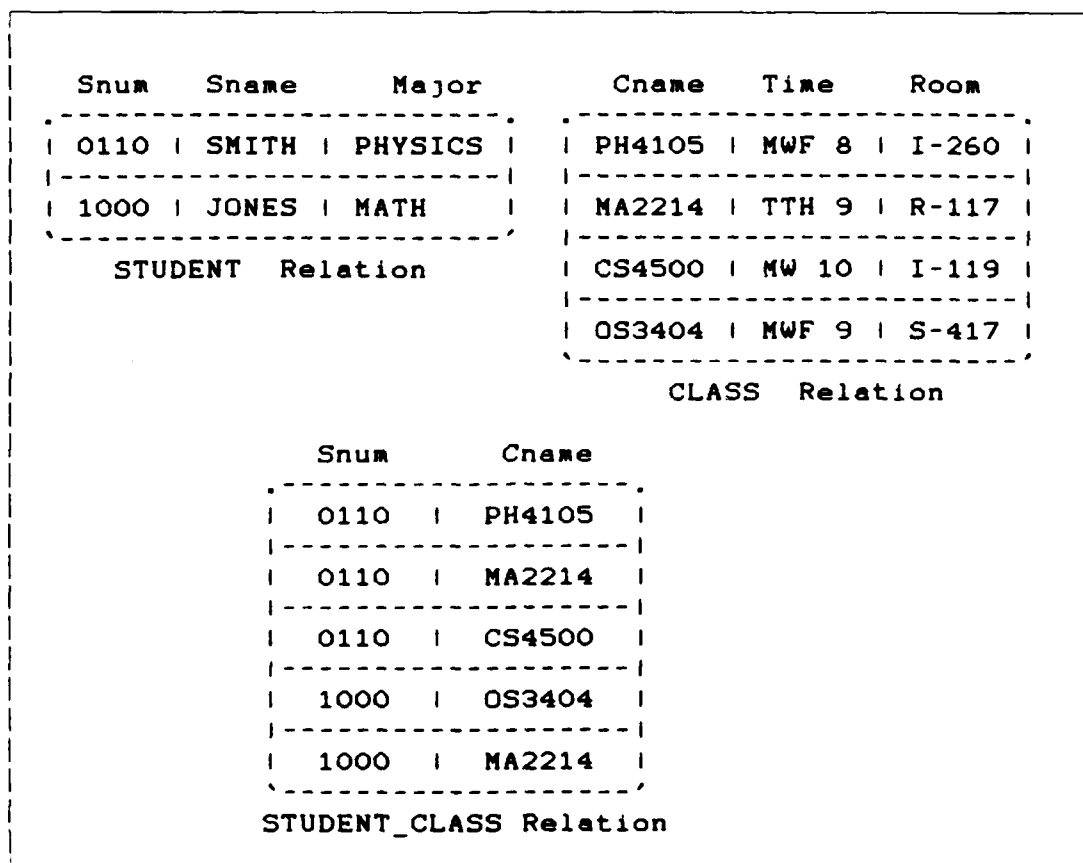 Snum Sname Major
0110 | SMITH | PHYSICS
1000 | JONES | MATH
STUDENT Relation
Cname Time Room
PH4105 | MWF 8 | I-260
MA2214 | TTH 9 | R-117
CS4500 | MW 10 | I-119
OS3404 | MWF 9 | S-417
CLASS Relation
Snum Cname
0110 | PH4105
0110 | MA2214
0110 | CS4500
1000 | OS3404
1000 | MA2214
STUDENT_CLASS Relation